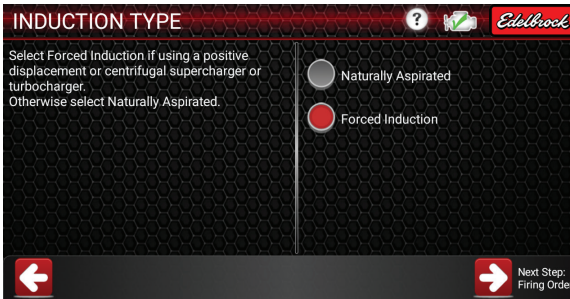 INDUCTION TYPE
?
Edelbrock
Select Forced Induction if using a positive
displacement or centrifugal supercharger or
turbocharger.
Otherwise select Naturally Aspirated.
Naturally Aspirated
Forced Induction
Next Step:
Firing Orde